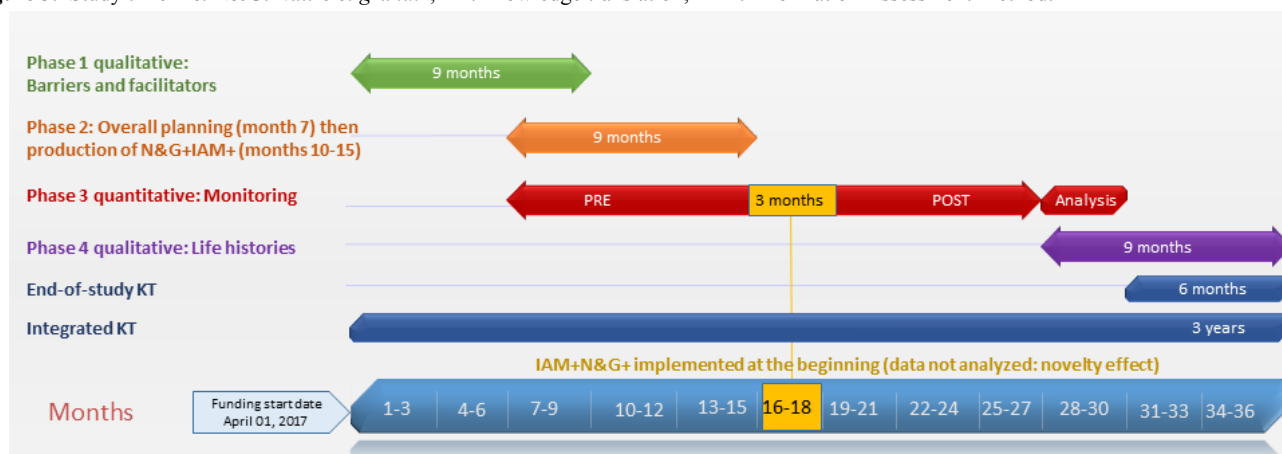 Phase 1 qualitative:
Barriers and facilitators
9 months
Phase 2: Overall planning (month 7) then
production of N&G+IAM+ (months 10-15)
9 months
Phase 3 quantitative: Monitoring
PRE
3 months
POST
Analysis
Phase 4 qualitative: Life histories
9 months
End-of-study KT
6 months
Integrated KT
3 years
IAM+N&G+ implemented at the beginning (data not analyzed: novelty effect)
Months
Funding start date
April 01, 2017
1-3
4-6
7-9
10-12
13-15
16-18
19-21
22-24
25-27
28-30
31-33
34-36